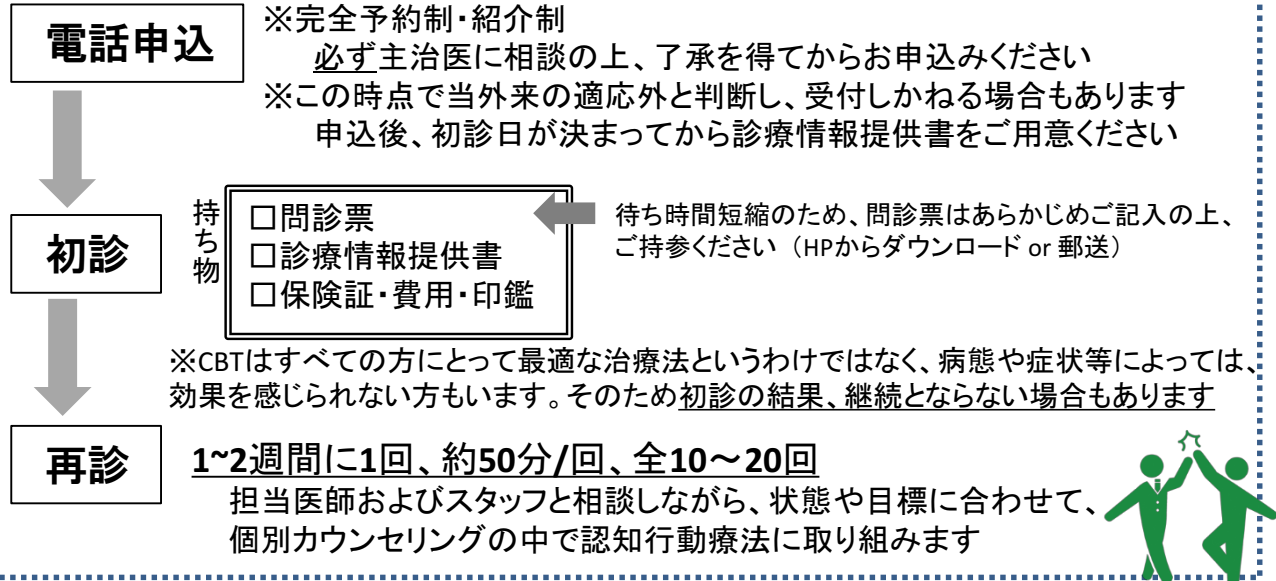 電話申込
※完全予約制・紹介制
必ず主治医に相談の上、了承を得てからお申込みください
※この時点で当外来の適応外と判断し、受付しかねる場合もあります
申込後、初診日が決まってから診療情報提供書をご用意ください
初診
持ち物
□問診票
□診療情報提供書
□保険証・費用・印鑑
待ち時間短縮のため、問診票はあらかじめご記入の上、
ご持参ください（HPからダウンロード or 郵送）
※CBTはすべての方にとって最適な治療法というわけではなく、病態や症状等によっては、
効果を感じられない方もいます。そのため初診の結果、継続とならない場合もあります
再診
1~2週間に1回、約50分/回、全10～20回
担当医師およびスタッフと相談しながら、状態や目標に合わせて、
個別カウンセリングの中で認知行動療法に取り組みます